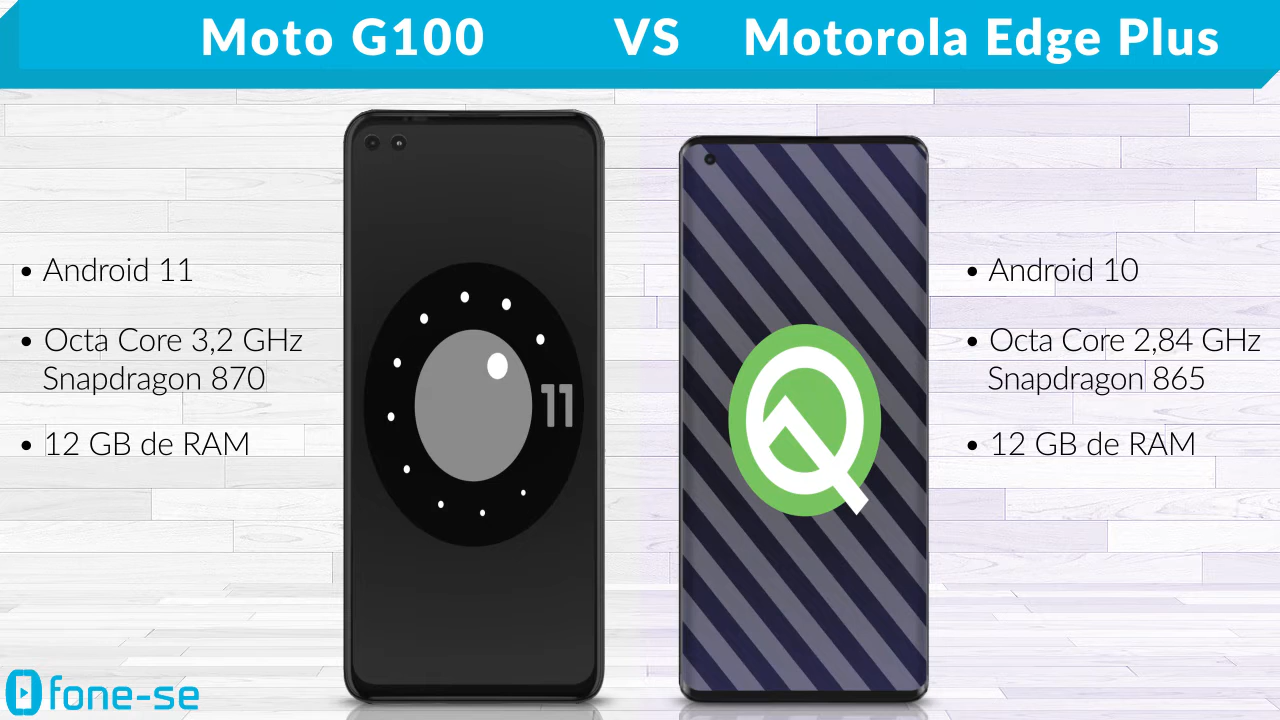 Moto G100 VS Motorola Edge Plus
• Android 11
• Octa Core 3,2 GHz
Snapdragon 870
• 12 GB de RAM
11
• Android 10
• Octa Core 2,84 GHz
Snapdragon 865
• 12 GB de RAM
fone-se